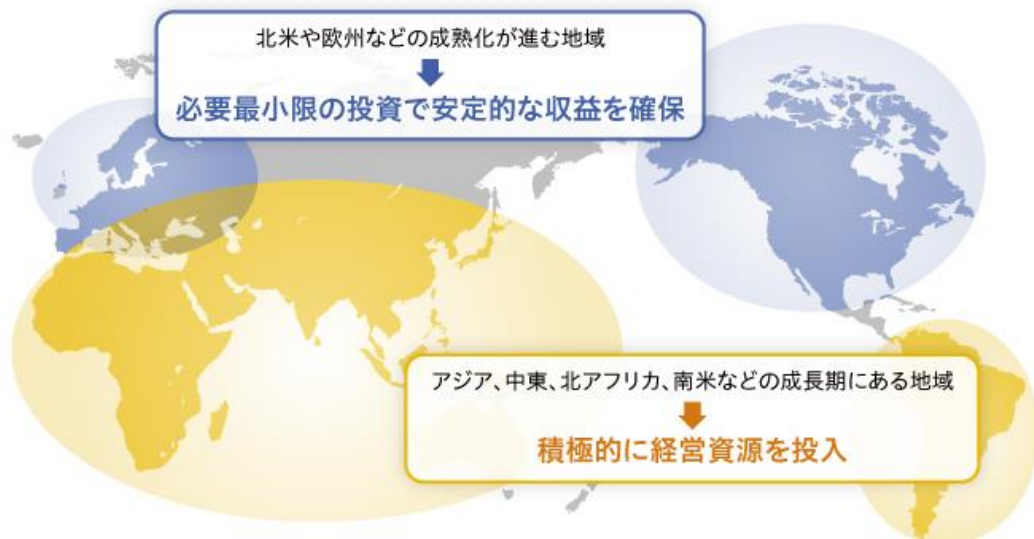 北米や欧州などの成熟化が進む地域
必要最小限の投資で安定的な収益を確保
アジア、中東、北アフリカ、南米などの成長期にある地域
積極的に経営資源を投入